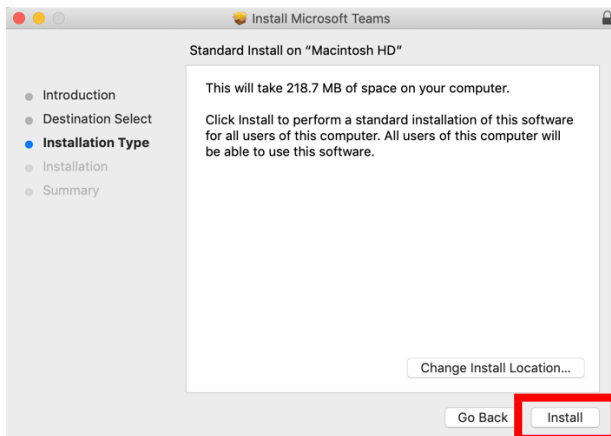 Install Microsoft Teams
Standard Install on “Macintosh HD”
Introduction
Destination Select
Installation Type
Installation
Summary
This will take 218.7 MB of space on your computer.
Click Install to perform a standard installation of this software
for all users of this computer. All users of this computer will
be able to use this software.
Change Install Location...
Go Back
Install